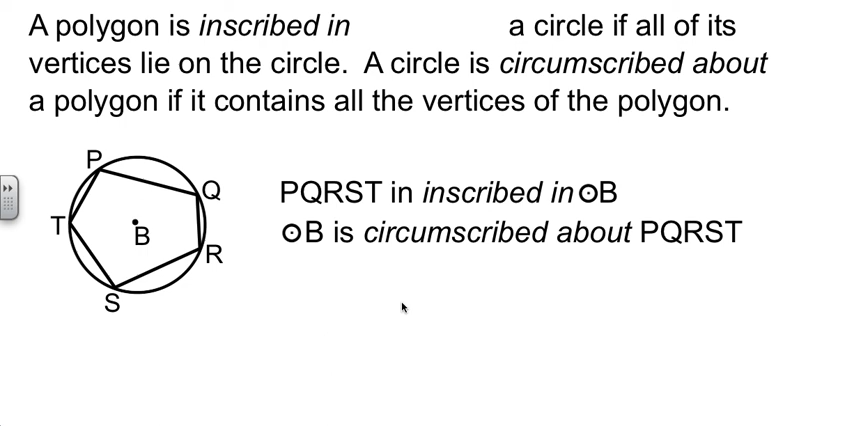 A polygon is inscribed in a circle if all of its
vertices lie on the circle. A circle is circumscribed about
a polygon if it contains all the vertices of the polygon.
P
Q
T
B
R
S
PQRST in inscribed in ⊙B
⊙B is circumscribed about PQRST